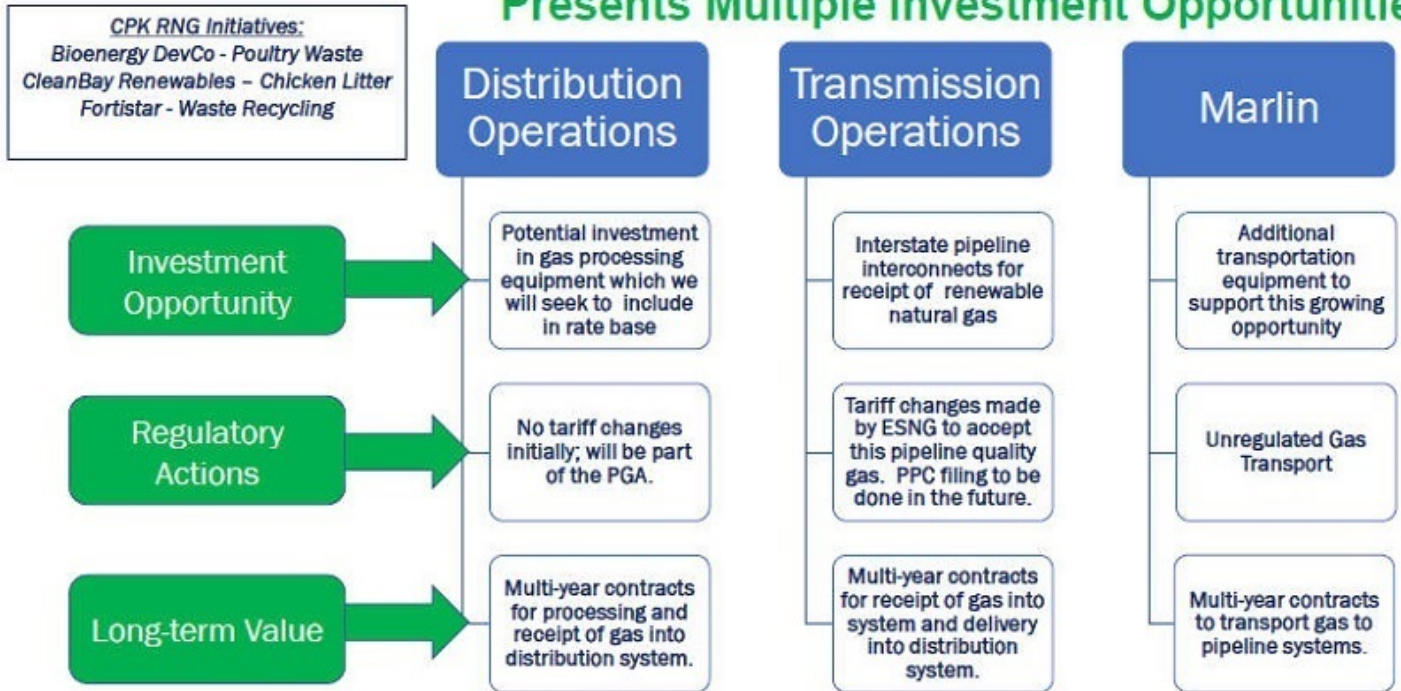 Presents Multiple Investment
CPK RNG Initiatives:
Bioenergy DevCo - Poultry Waste
CleanBay Renewables – Chicken Litter
Fortistar - Waste Recycling
Distribution
Operations
Transmission
Operations
Marlin
Investment
Opportunity
Potential investment
in gas processing
equipment which we
will seek to include
in rate base
Interstate pipeline
interconnects for
receipt of renewable
natural gas
Additional
transportation
equipment to
support this growing
opportunity
Regulatory
Actions
No tariff changes
initially; will be part
of the PGA.
Tariff changes made
by ESNG to accept
this pipeline quality
gas. PPC filing to be
done in the future.
Unregulated Gas
Transport
Long-term Value
Multi-year contracts
for processing and
receipt of gas into
distribution system.
Multi-year contracts
for receipt of gas into
system and delivery
into distribution
system.
Multi-year contracts
to transport gas to
pipeline systems.